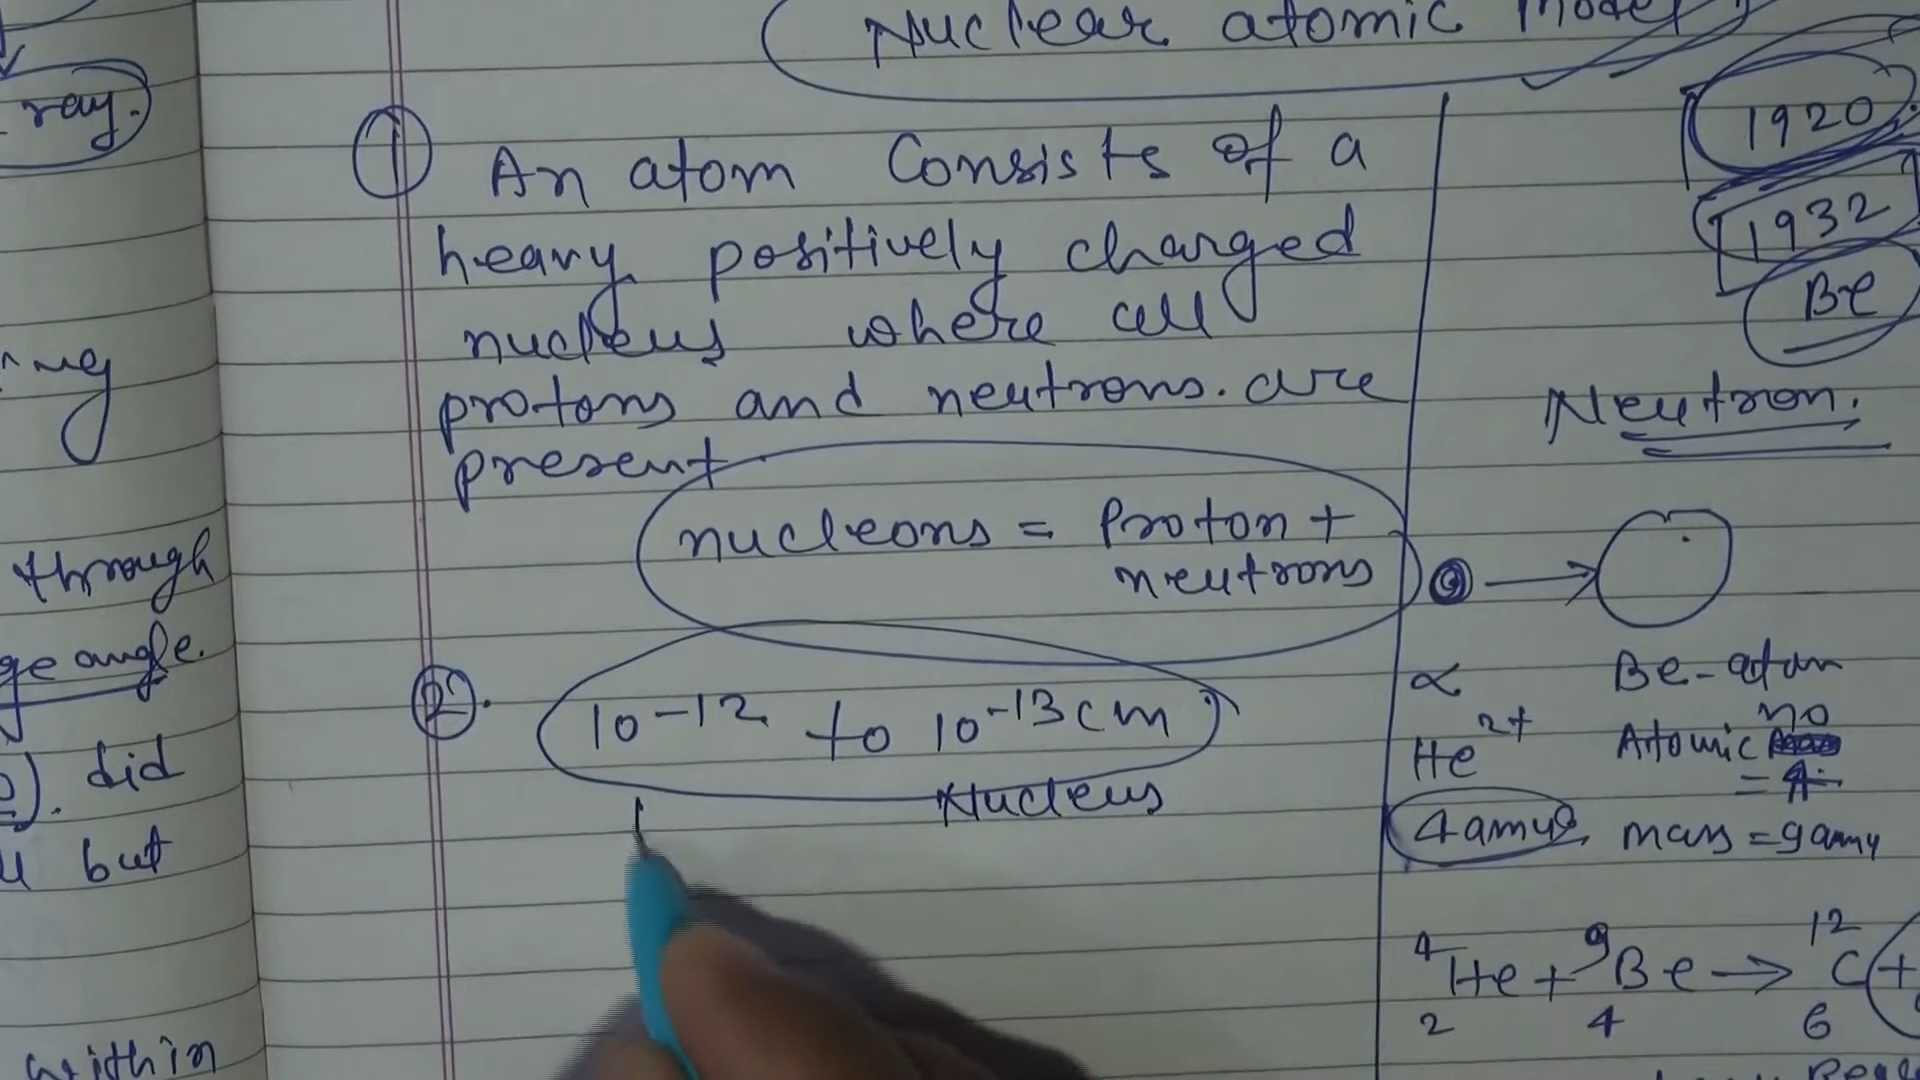 ray.
through
ge angle.
did
but
within
Nuclear atomic model
① An atom Consists of a
heavy positively charged
nucleus where all
protons and neutrons. are
present.
nucleons = Proton +
neutrons
②. 10-12 to 10-13 cm
Nucleus
1920
1932
Be
Neutron.
∝ Be-atom
He2+ Atomic no
= 4.
4 amu mass = 9 amu
4 9 12
He + Be → C +
2 4 6